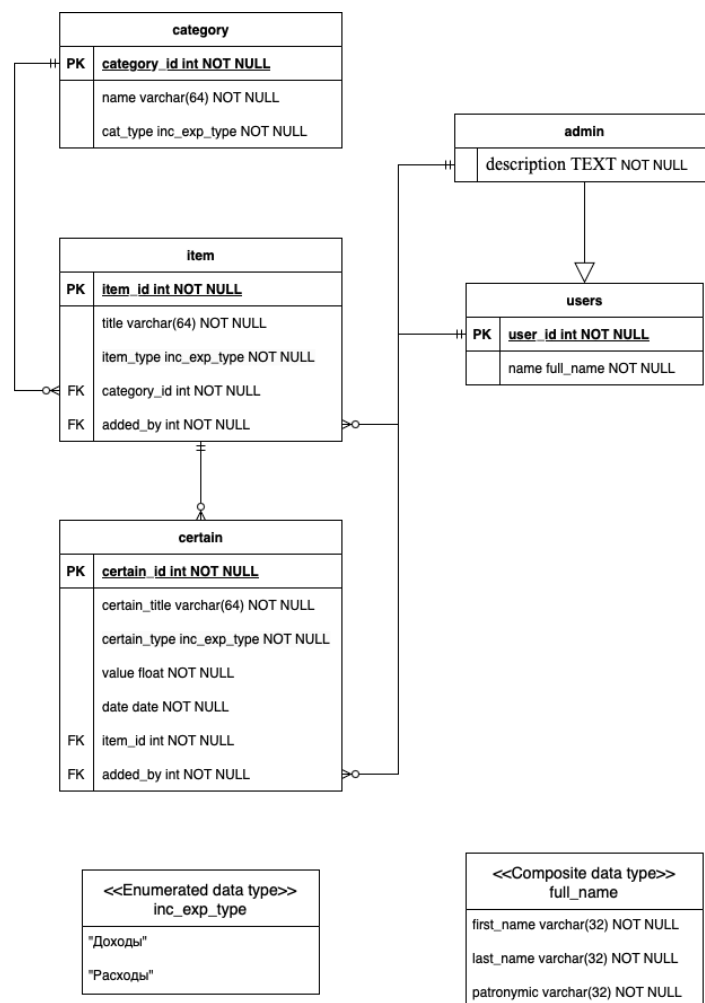 category
PK category_id int NOT NULL
name varchar(64) NOT NULL
cat_type inc_exp_type NOT NULL
admin
description TEXT NOT NULL
item
PK item_id int NOT NULL
title varchar(64) NOT NULL
item_type inc_exp_type NOT NULL
FK category_id int NOT NULL
FK added_by int NOT NULL
users
PK user_id int NOT NULL
name full_name NOT NULL
certain
PK certain_id int NOT NULL
certain_title varchar(64) NOT NULL
certain_type inc_exp_type NOT NULL
value float NOT NULL
date date NOT NULL
FK item_id int NOT NULL
FK added_by int NOT NULL
<<Enumerated data type>>
inc_exp_type
"Доходы"
"Расходы"
<<Composite data type>>
full_name
first_name varchar(32) NOT NULL
last_name varchar(32) NOT NULL
patronymic varchar(32) NOT NULL